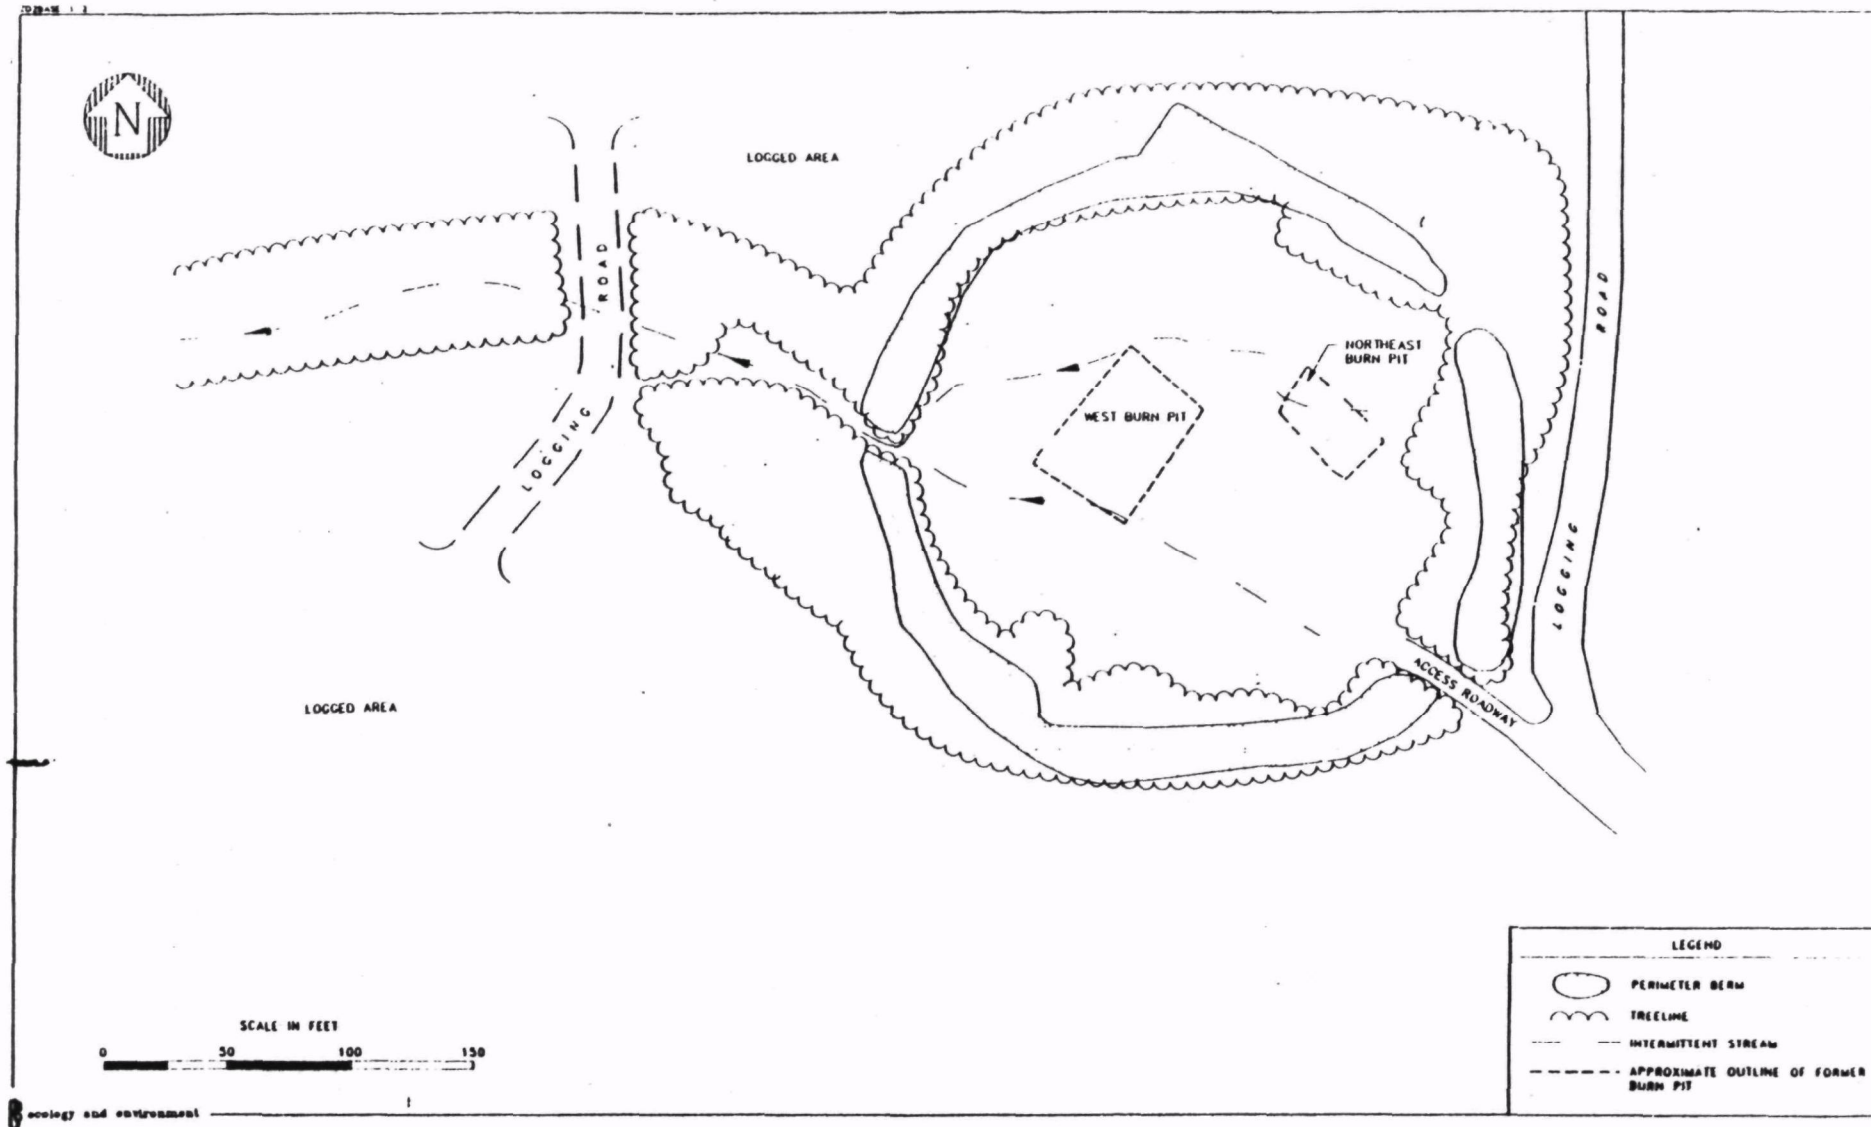 N
LOGGED AREA
ROAD
LOGGING
ROAD
LOGGING
NORTHEAST
BURN PIT
WEST BURN PIT
ACCESS ROADWAY
LOGGED AREA
SCALE IN FEET
0 50 100 150
LEGEND
PERIMETER BERM
TREELINE
INTERMITTENT STREAM
APPROXIMATE OUTLINE OF FORMER
BURN PIT
ecology and environment